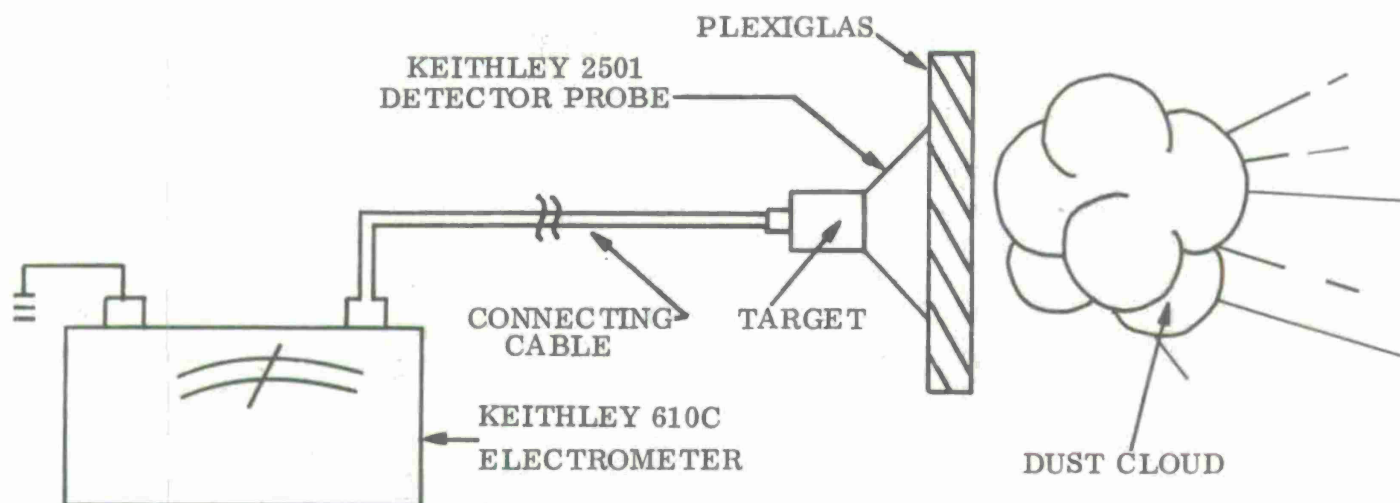 PLEXIGLAS
KEITHLEY 2501
DETECTOR PROBE
CONNECTING
CABLE
TARGET
KEITHLEY 610C
ELECTROMETER
DUST CLOUD